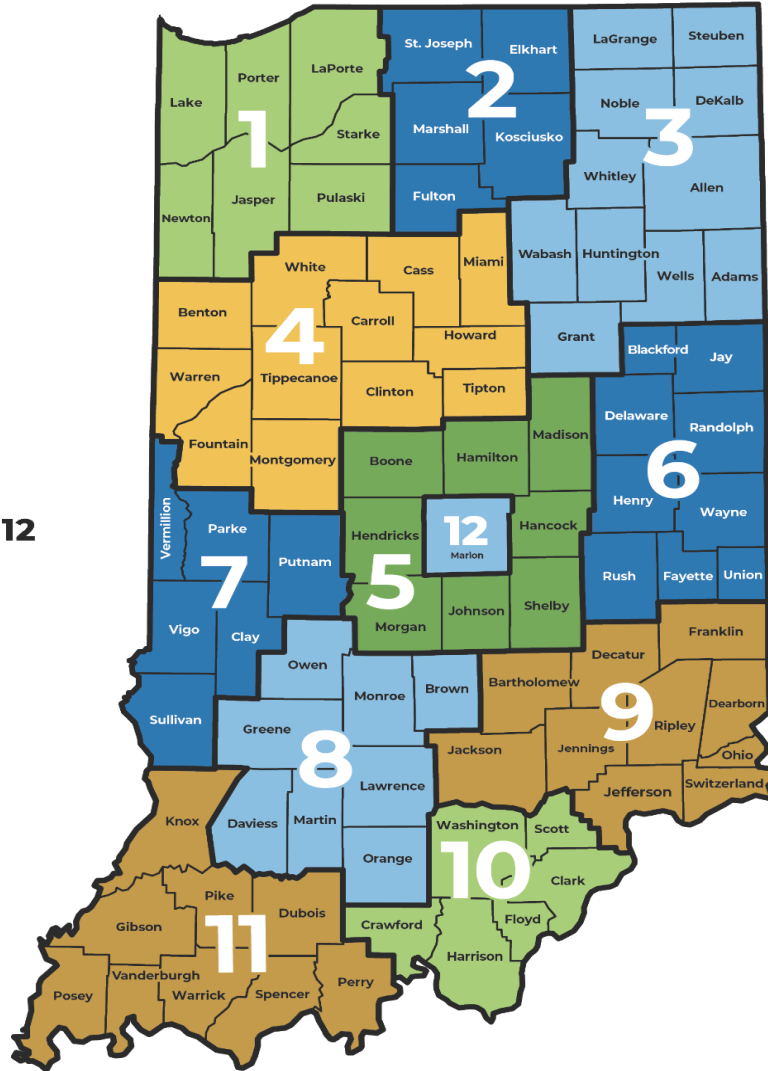 St. Joseph
Elkhart
LaGrange
Steuben
LaPorte
Porter
Lake
1
2
Noble
DeKalb
3
Marshall
Kosciusko
Starke
Whitley
Allen
Newton
Jasper
Pulaski
Fulton
White
Cass
Miami
Wabash
Huntington
Wells
Adams
Benton
Carroll
4
Howard
Grant
Blackford
Jay
Warren
Tippecanoe
Clinton
Tipton
Delaware
Randolph
Fountain
Montgomery
Boone
Hamilton
Madison
6
Henry
Wayne
12
Vermillion
Parke
Putnam
Hendricks
12
Marion
Hancock
7
5
Rush
Fayette
Union
Vigo
Clay
Morgan
Johnson
Shelby
Owen
Monroe
Brown
Bartholomew
Decatur
Franklin
Sullivan
Greene
9
Ripley
Dearborn
8
Jackson
Jennings
Ohio
Lawrence
Jefferson
Switzerland
Knox
Daviess
Martin
Washington
Scott
Orange
10
Clark
Pike
Gibson
Dubois
11
Crawford
Floyd
Harrison
Posey
Vanderburgh
Warrick
Spencer
Perry